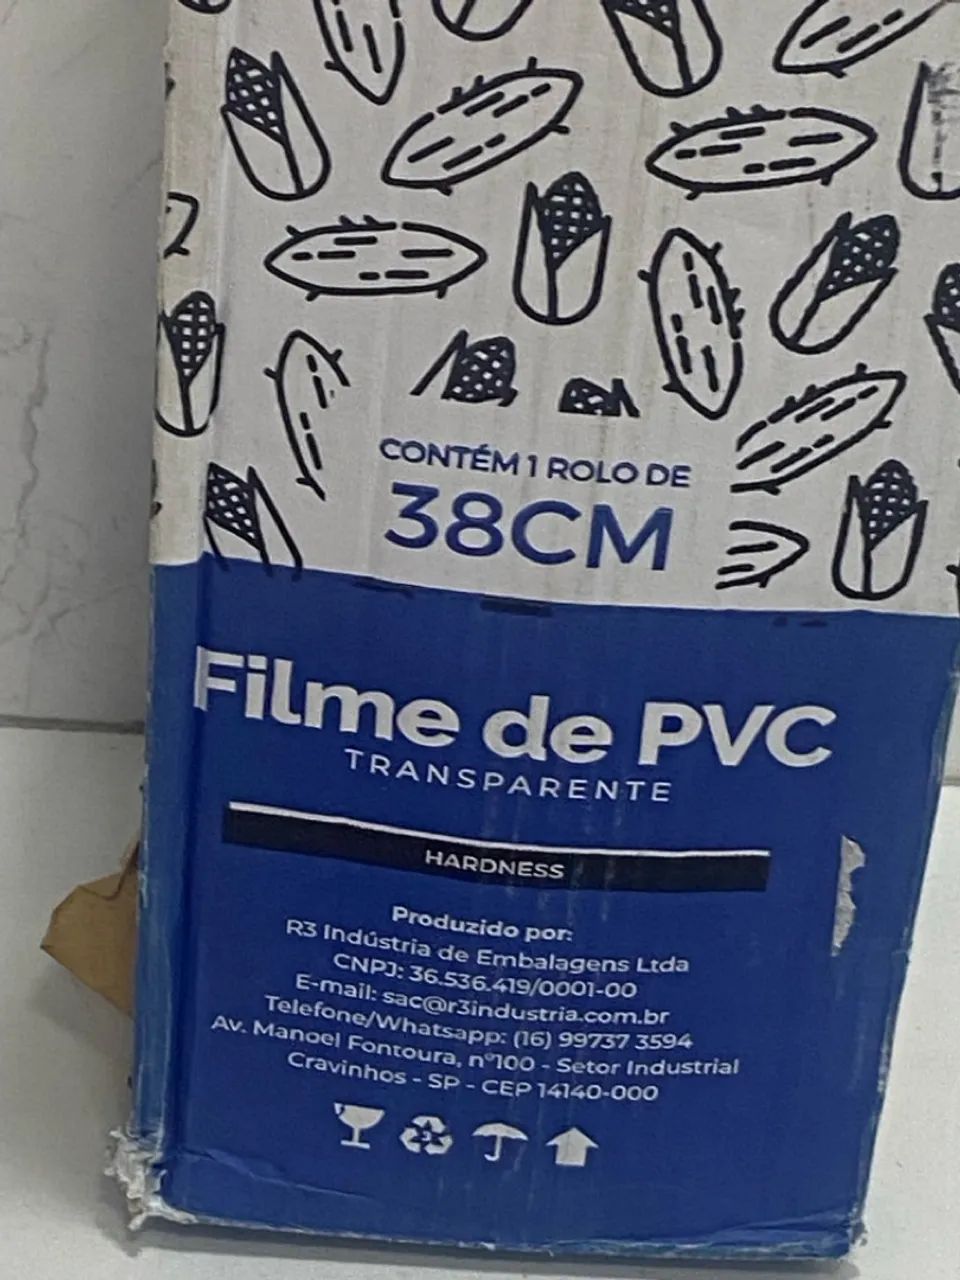 CONTÉM 1 ROLO DE
38CM
Filme de PVC
TRANSPARENTE
HARDNESS
Produzido por:
R3 Indústria de Embalagens Ltda
CNPJ: 36.536.419/0001-00
E-mail: sac@r3industria.com.br
Telefone/Whatsapp: (16) 99737 3594
Av. Manoel Fontoura, nº100 - Setor Industrial
Cravinhos - SP - CEP 14140-000